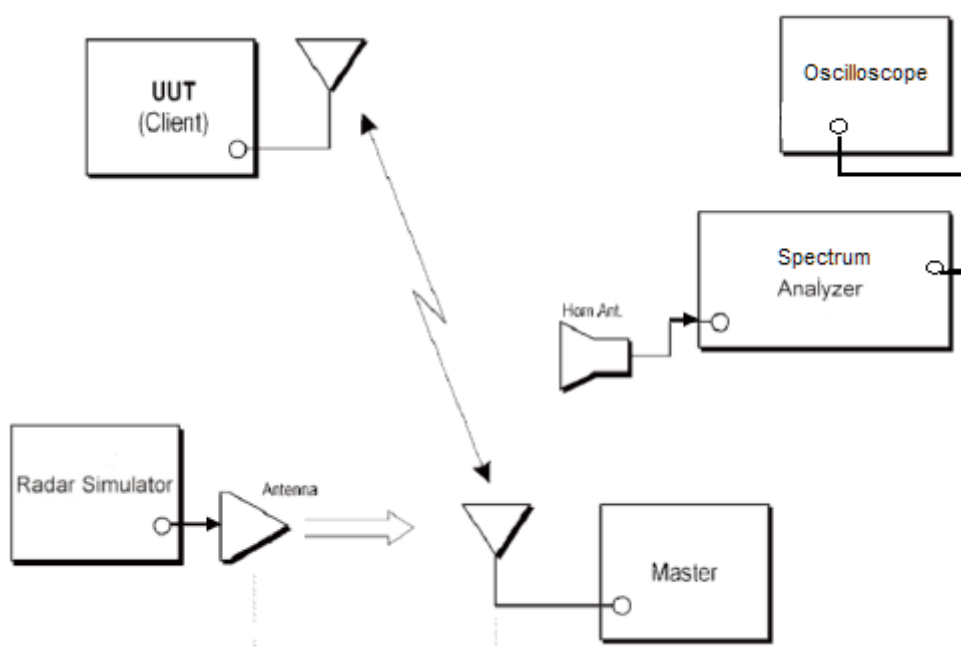 UUT
(Client)
Oscilloscope
Spectrum
Analyzer
Horn Ant.
Radar Simulator
Antenna
Master